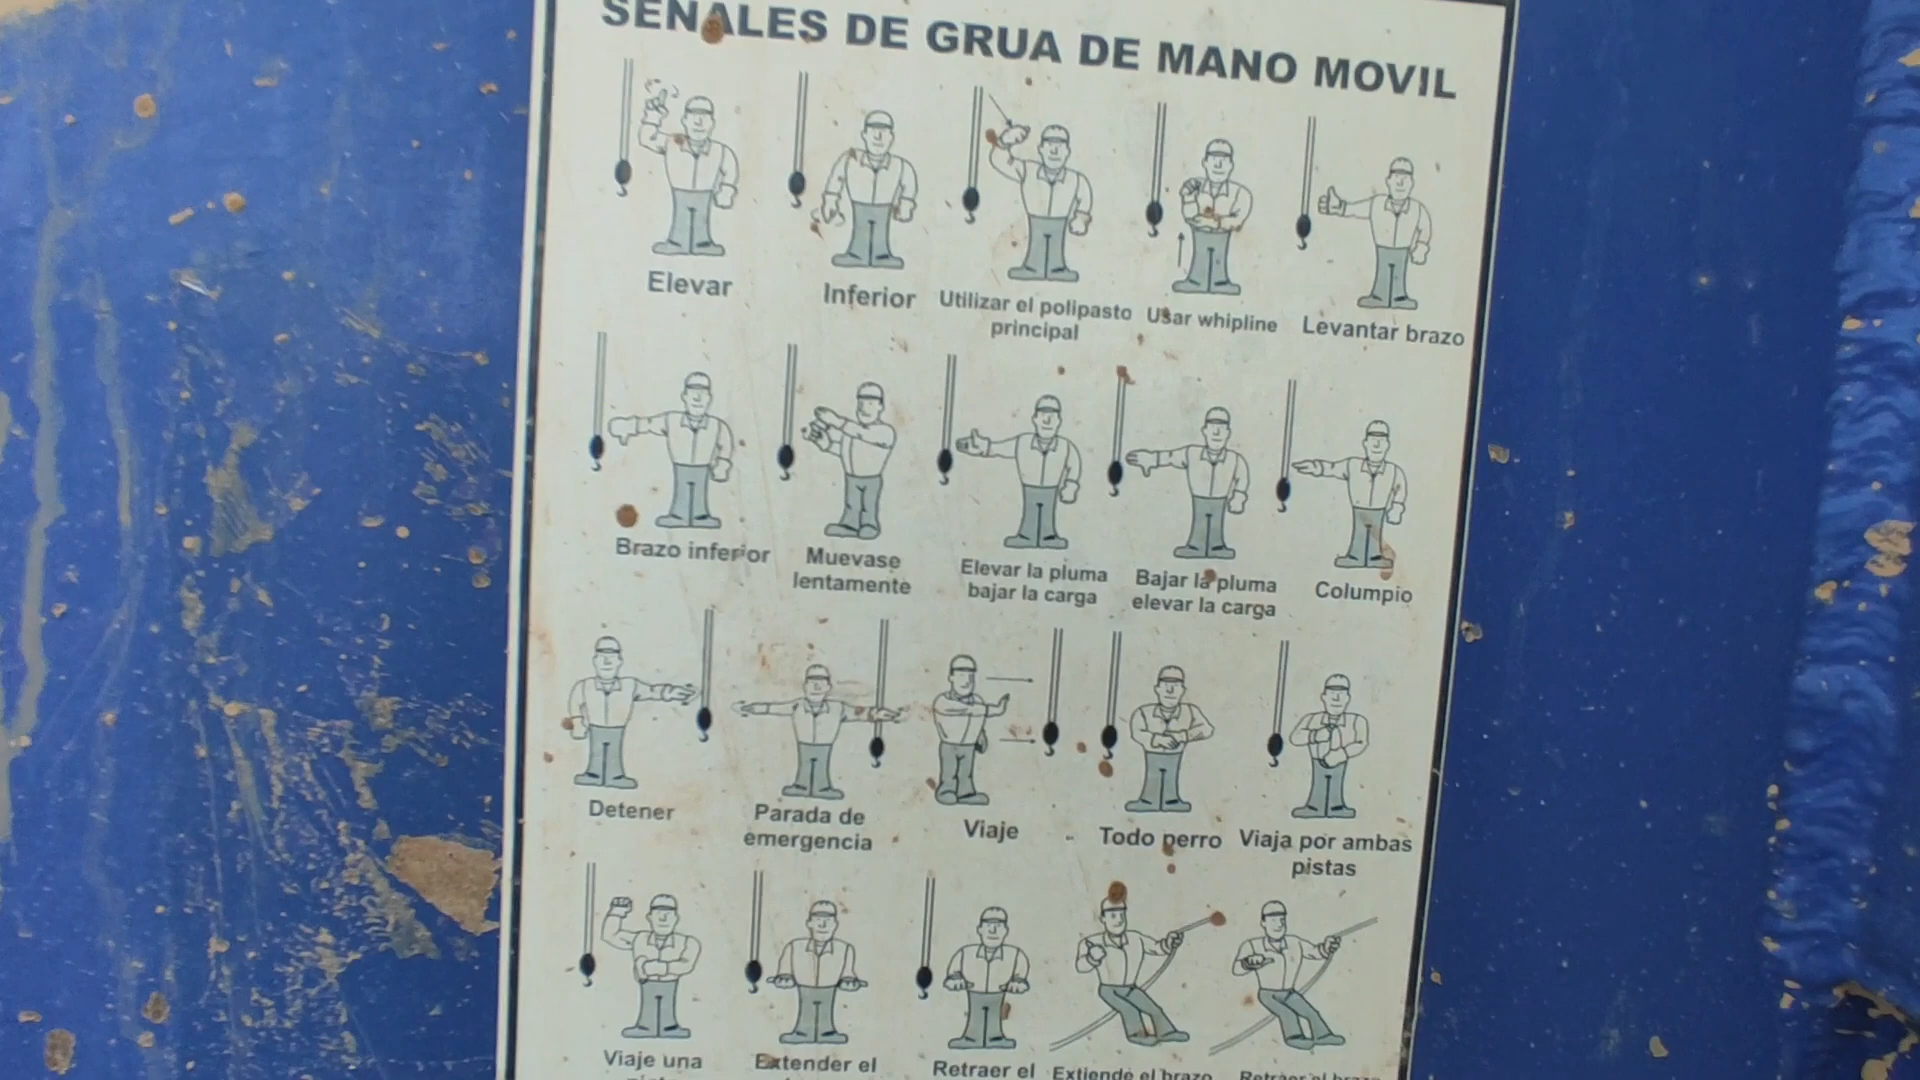 SEÑALES DE GRUA DE MANO MOVIL
Elevar
Inferior
Utilizar el polipasto
principal
Usar whipline
Levantar brazo
Brazo inferior
Muevase
lentamente
Elevar la pluma
bajar la carga
Bajar la pluma
elevar la carga
Columpio
Detener
Parada de
emergencia
Viaje
Todo perro
Viaja por ambas
pistas
Viaje una
Extender el
Retraer el
Extiende el brazo
Retraer el